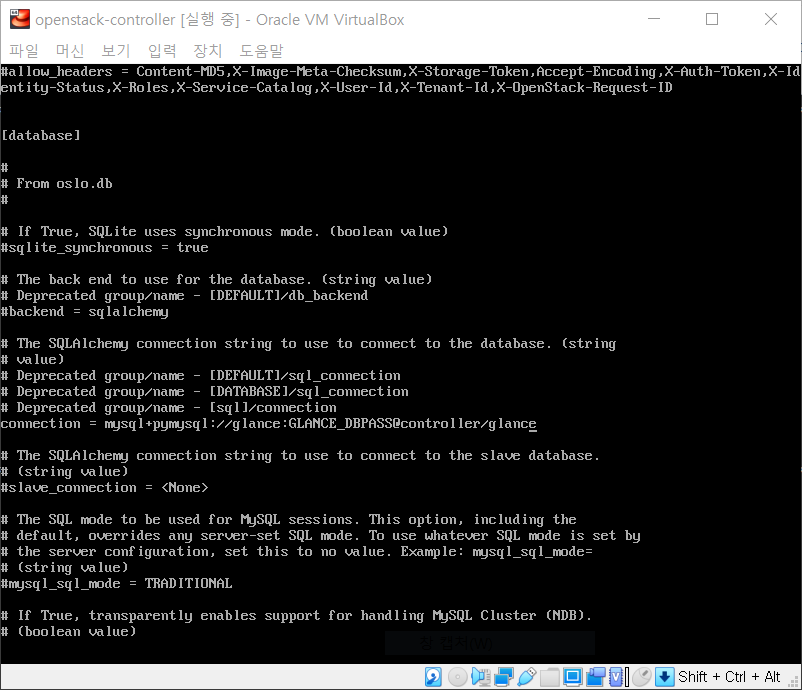 openstack-controller [실행 중] - Oracle VM VirtualBox
파일 머신 보기 입력 장치 도움말
#allow_headers = Content-MD5,X-Image-Meta-Checksum,X-Storage-Token,Accept-Encoding,X-Auth-Token,X-Id
entity-Status,X-Roles,X-Service-Catalog,X-User-Id,X-Tenant-Id,X-OpenStack-Request-ID
[database]
#
# From oslo.db
#
# If True, SQLite uses synchronous mode. (boolean value)
#sqlite_synchronous = true
# The back end to use for the database. (string value)
# Deprecated group/name - [DEFAULT]/db_backend
#backend = sqlalchemy
# The SQLAlchemy connection string to use to connect to the database. (string
# value)
# Deprecated group/name - [DEFAULT]/sql_connection
# Deprecated group/name - [DATABASE]/sql_connection
# Deprecated group/name - [sql]/connection
connection = mysql+pymysql://glance:GLANCE_DBPASS@controller/glance
# The SQLAlchemy connection string to use to connect to the slave database.
# (string value)
#slave_connection = <None>
# The SQL mode to be used for MySQL sessions. This option, including the
# default, overrides any server-set SQL mode. To use whatever SQL mode is set by
# the server configuration, set this to no value. Example: mysql_sql_mode=
# (string value)
#mysql_sql_mode = TRADITIONAL
# If True, transparently enables support for handling MySQL Cluster (NDB).
# (boolean value)
창 캡처(W)
Shift + Ctrl + Alt